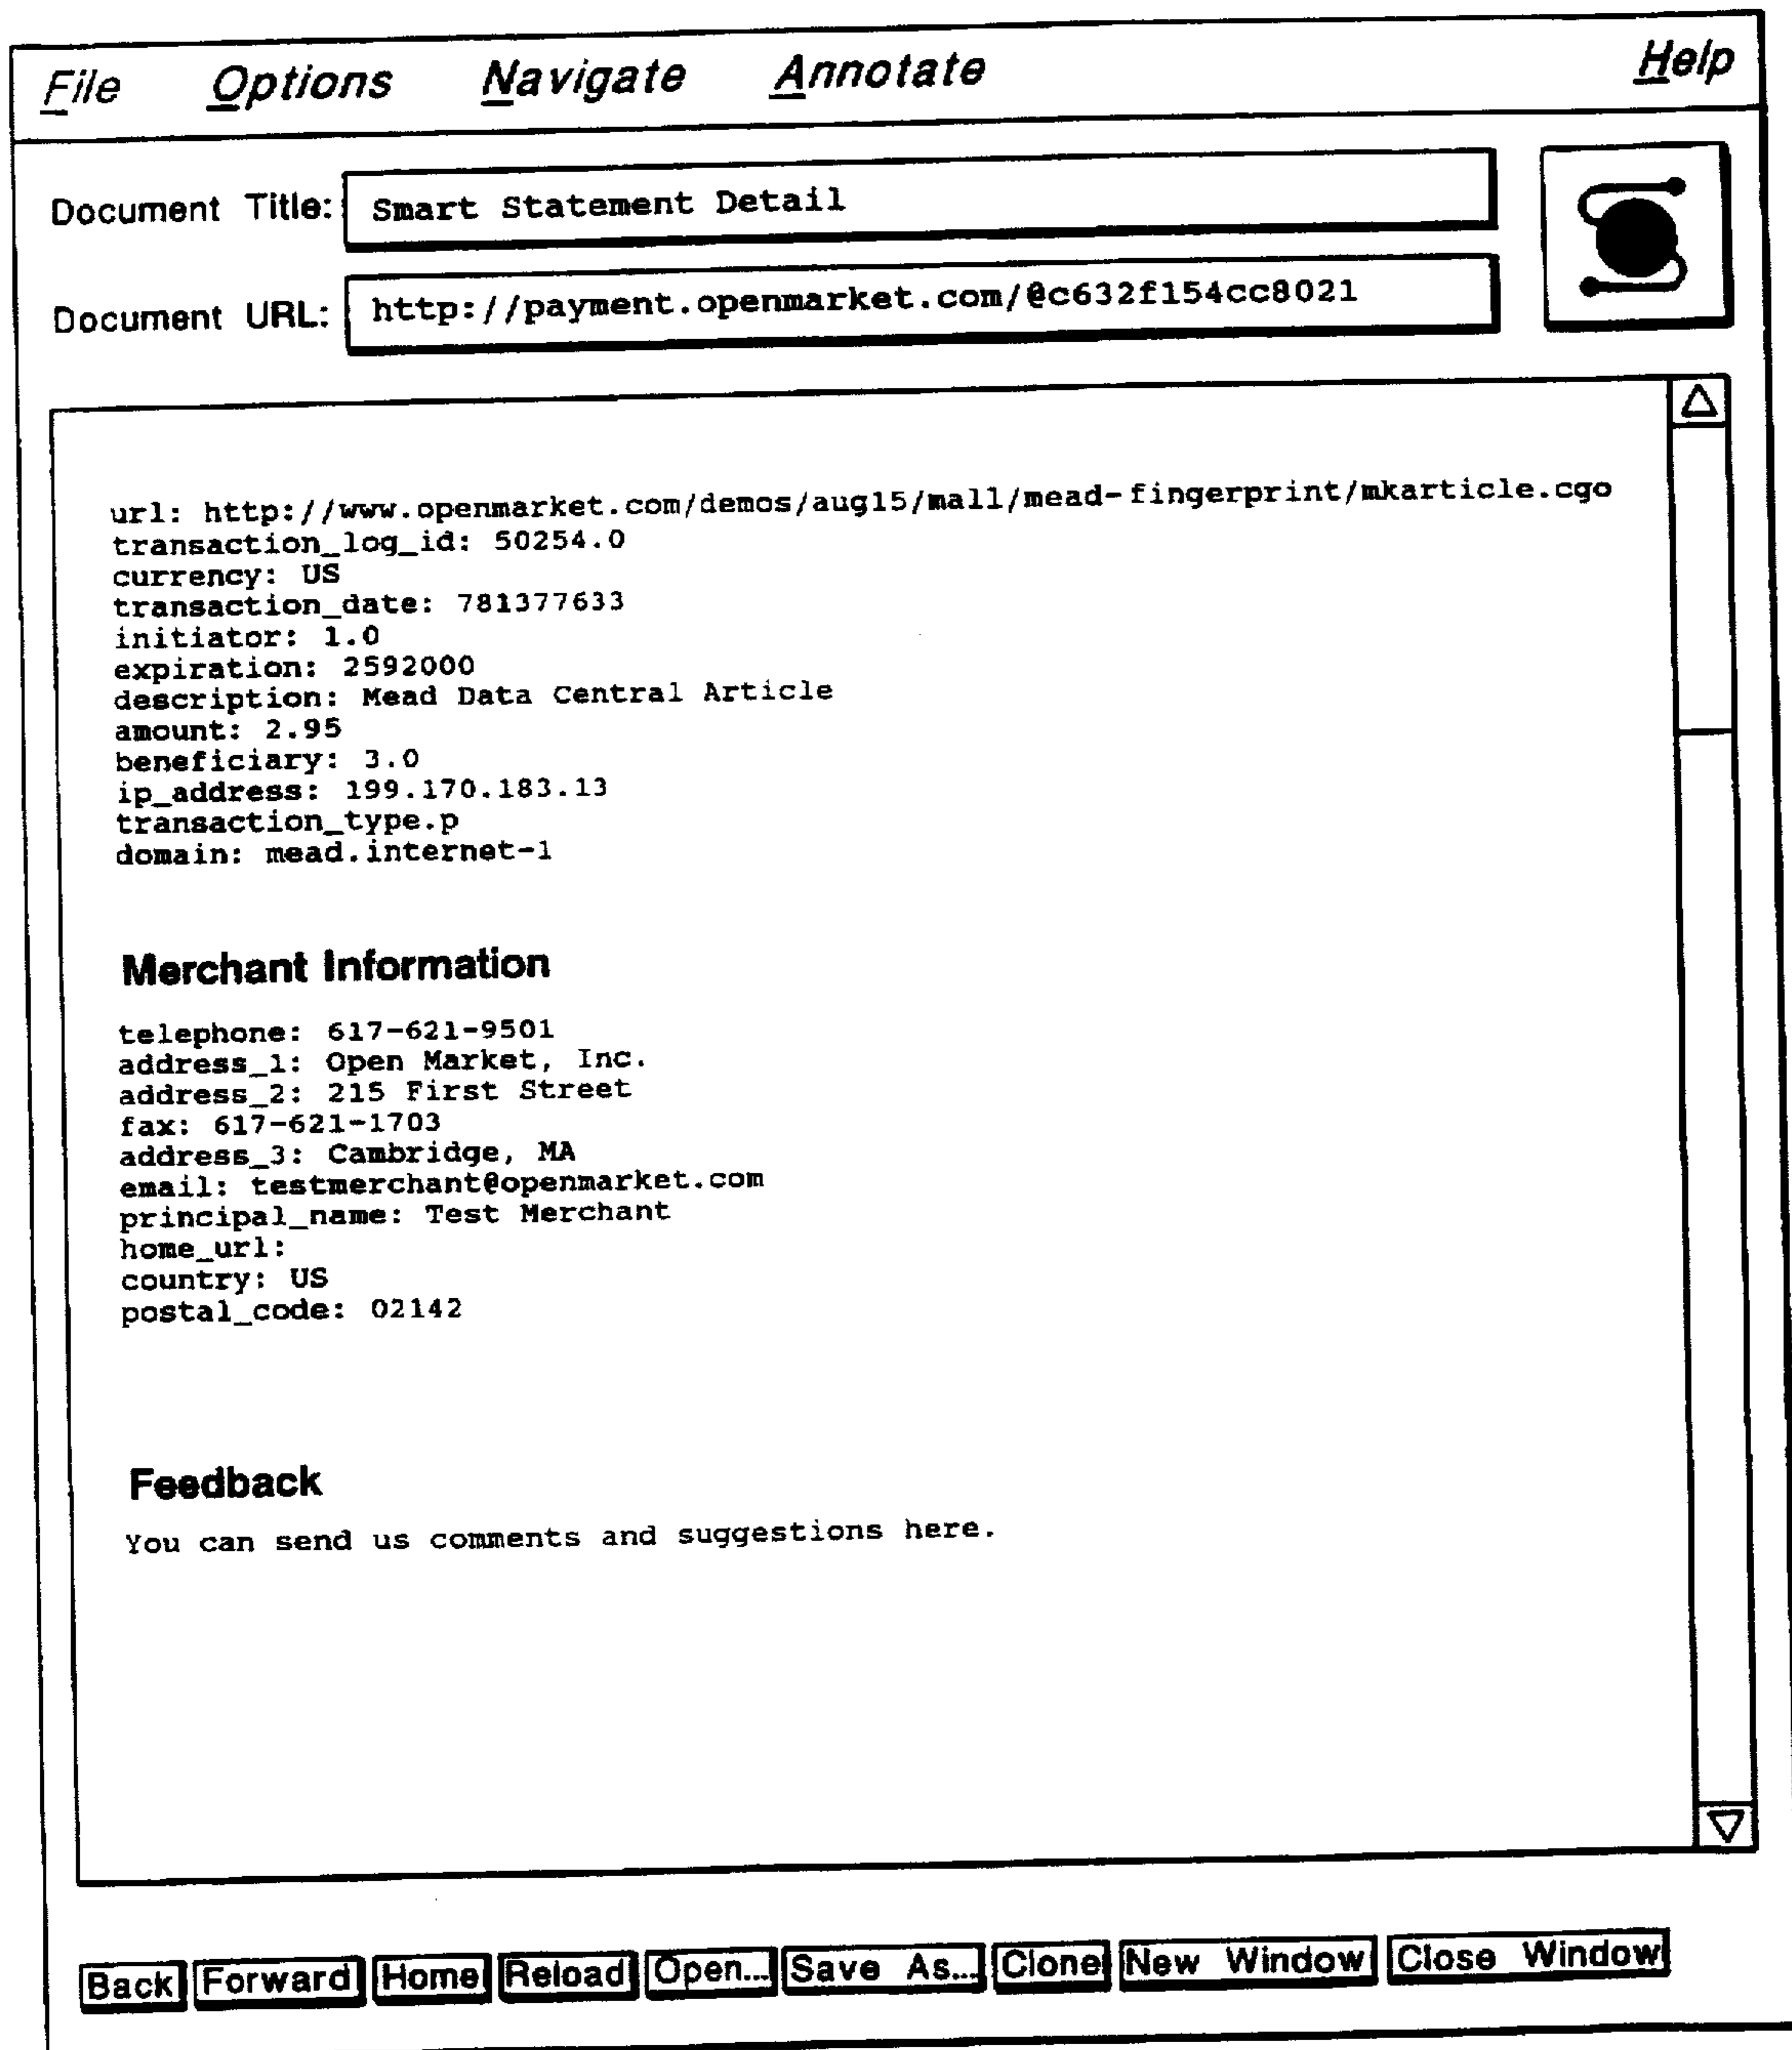 File Options Navigate Annotate Help
Document Title: Smart Statement Detail
Document URL: http://payment.openmarket.com/@c632f154cc8021
url: http://www.openmarket.com/demos/aug15/mall/mead-fingerprint/mkarticle.cgo
transaction_log_id: 50254.0
currency: US
transaction_date: 781377633
initiator: 1.0
expiration: 2592000
description: Mead Data Central Article
amount: 2.95
beneficiary: 3.0
ip_address: 199.170.183.13
transaction_type.p
domain: mead.internet-1
Merchant Information
telephone: 617-621-9501
address_1: Open Market, Inc.
address_2: 215 First Street
fax: 617-621-1703
address_3: Cambridge, MA
email: testmerchant@openmarket.com
principal_name: Test Merchant
home_url:
country: US
postal_code: 02142
Feedback
You can send us comments and suggestions here.
Back Forward Home Reload Open... Save As... Clone New Window Close Window